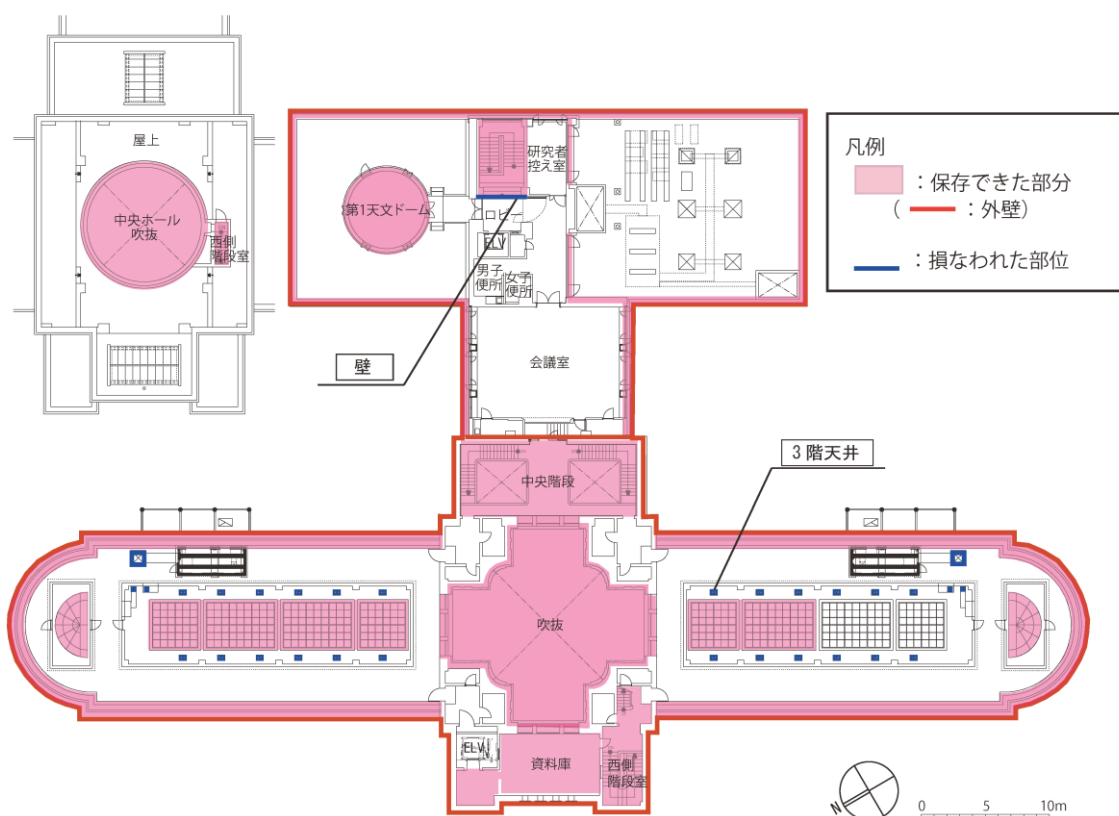 屋上
中央ホール
吹抜
西側
階段室
研究者
控え室
第1天文ドーム
ロビー
ELV
男子
便所
女子
便所
会議室
壁
凡例
：保存できた部分
（ ：外壁）
：損なわれた部位
3階天井
中央階段
吹抜
ELV
資料庫
西側
階段室
N
0 5 10m